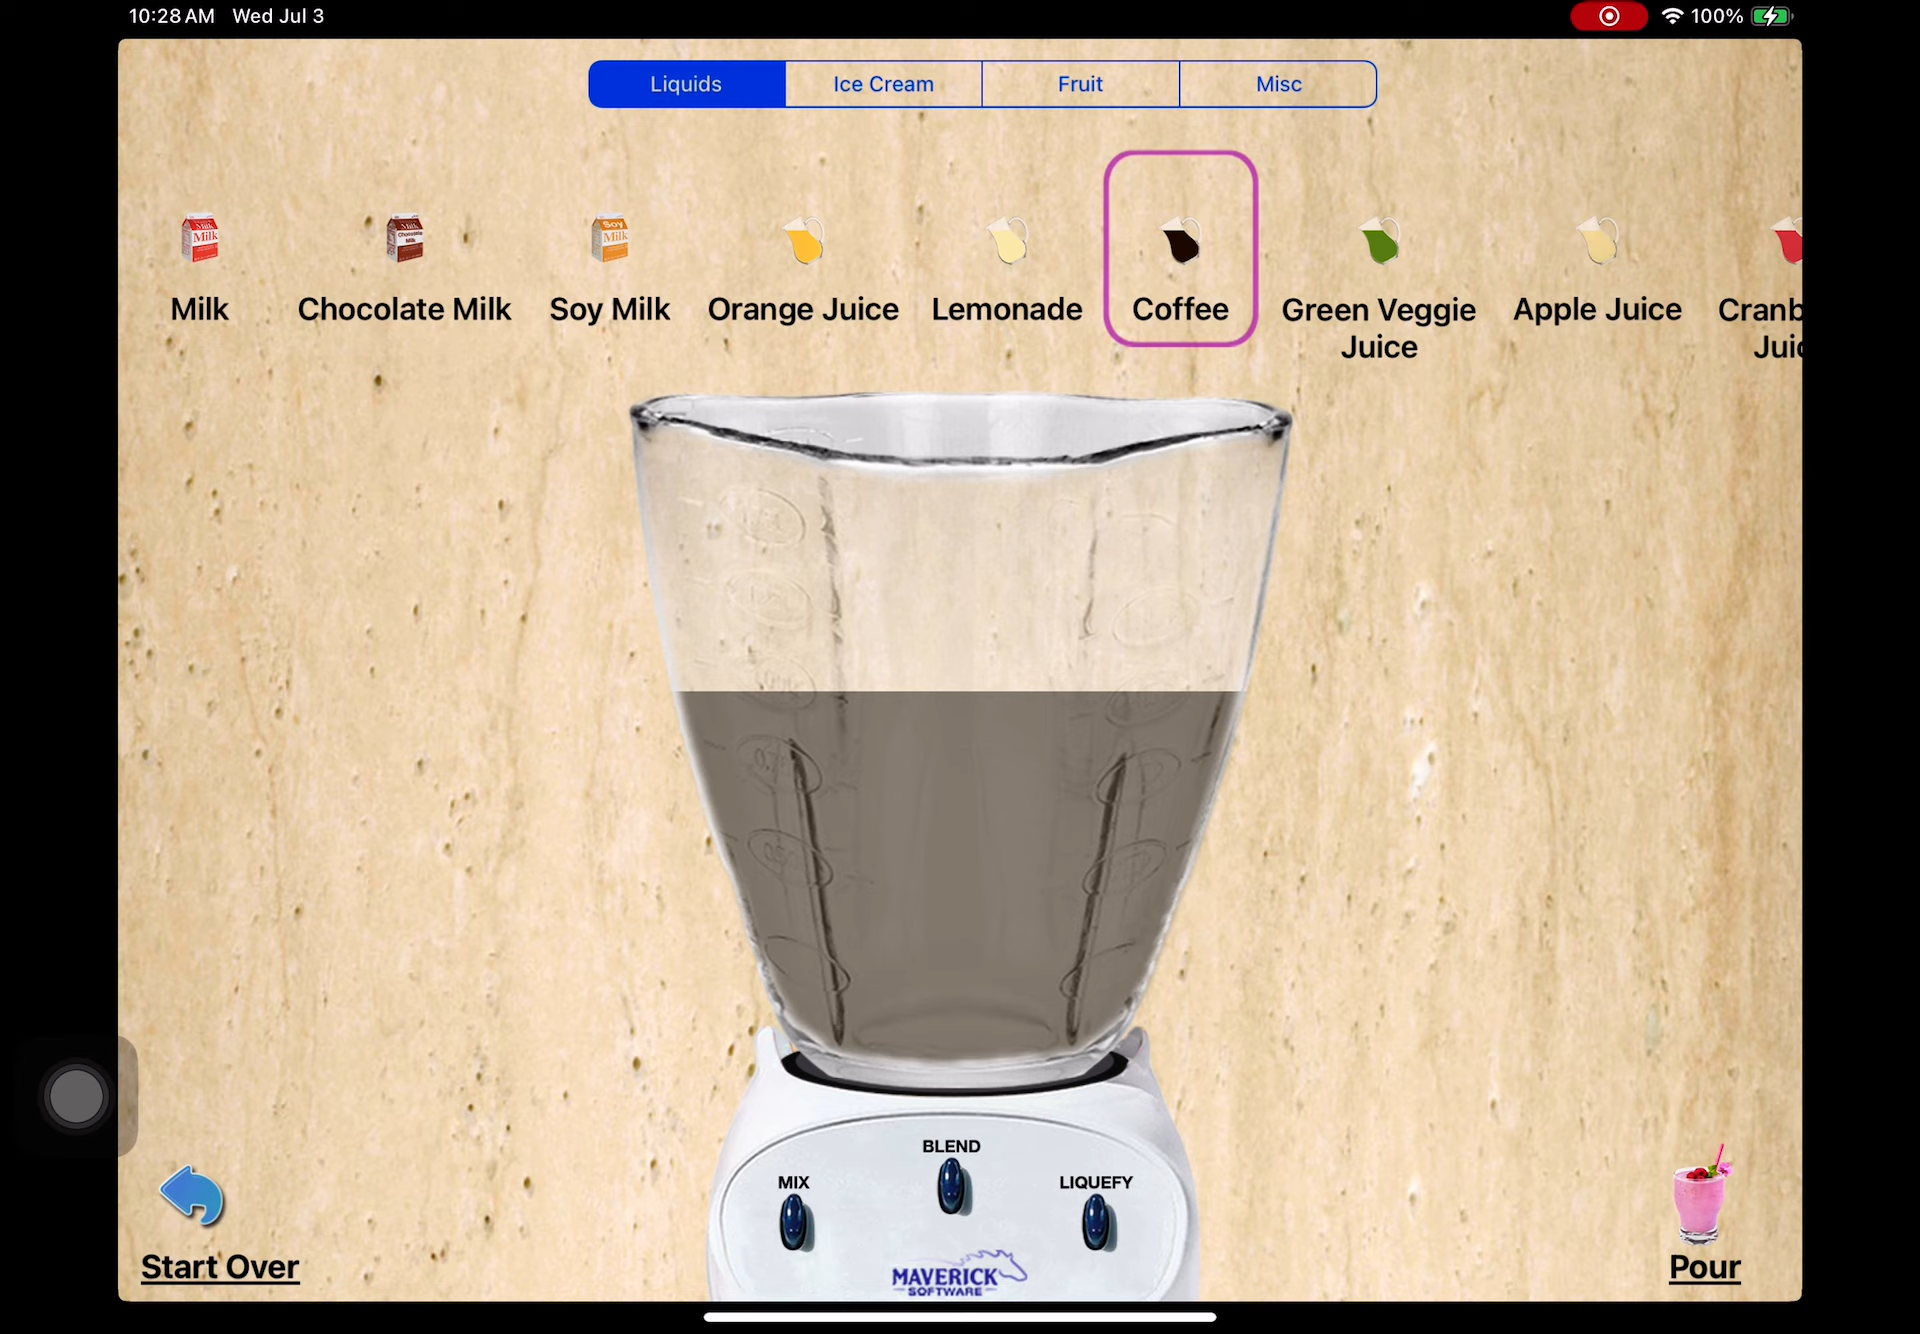 10:28 AM Wed Jul 3
100%
Liquids Ice Cream Fruit Misc
Milk Chocolate Milk Soy Milk Orange Juice Lemonade Coffee Green Veggie Apple Juice
Juice
BLEND
MIX LIQUEFY
MAVERICK
SOFTWARE
Start Over Pour